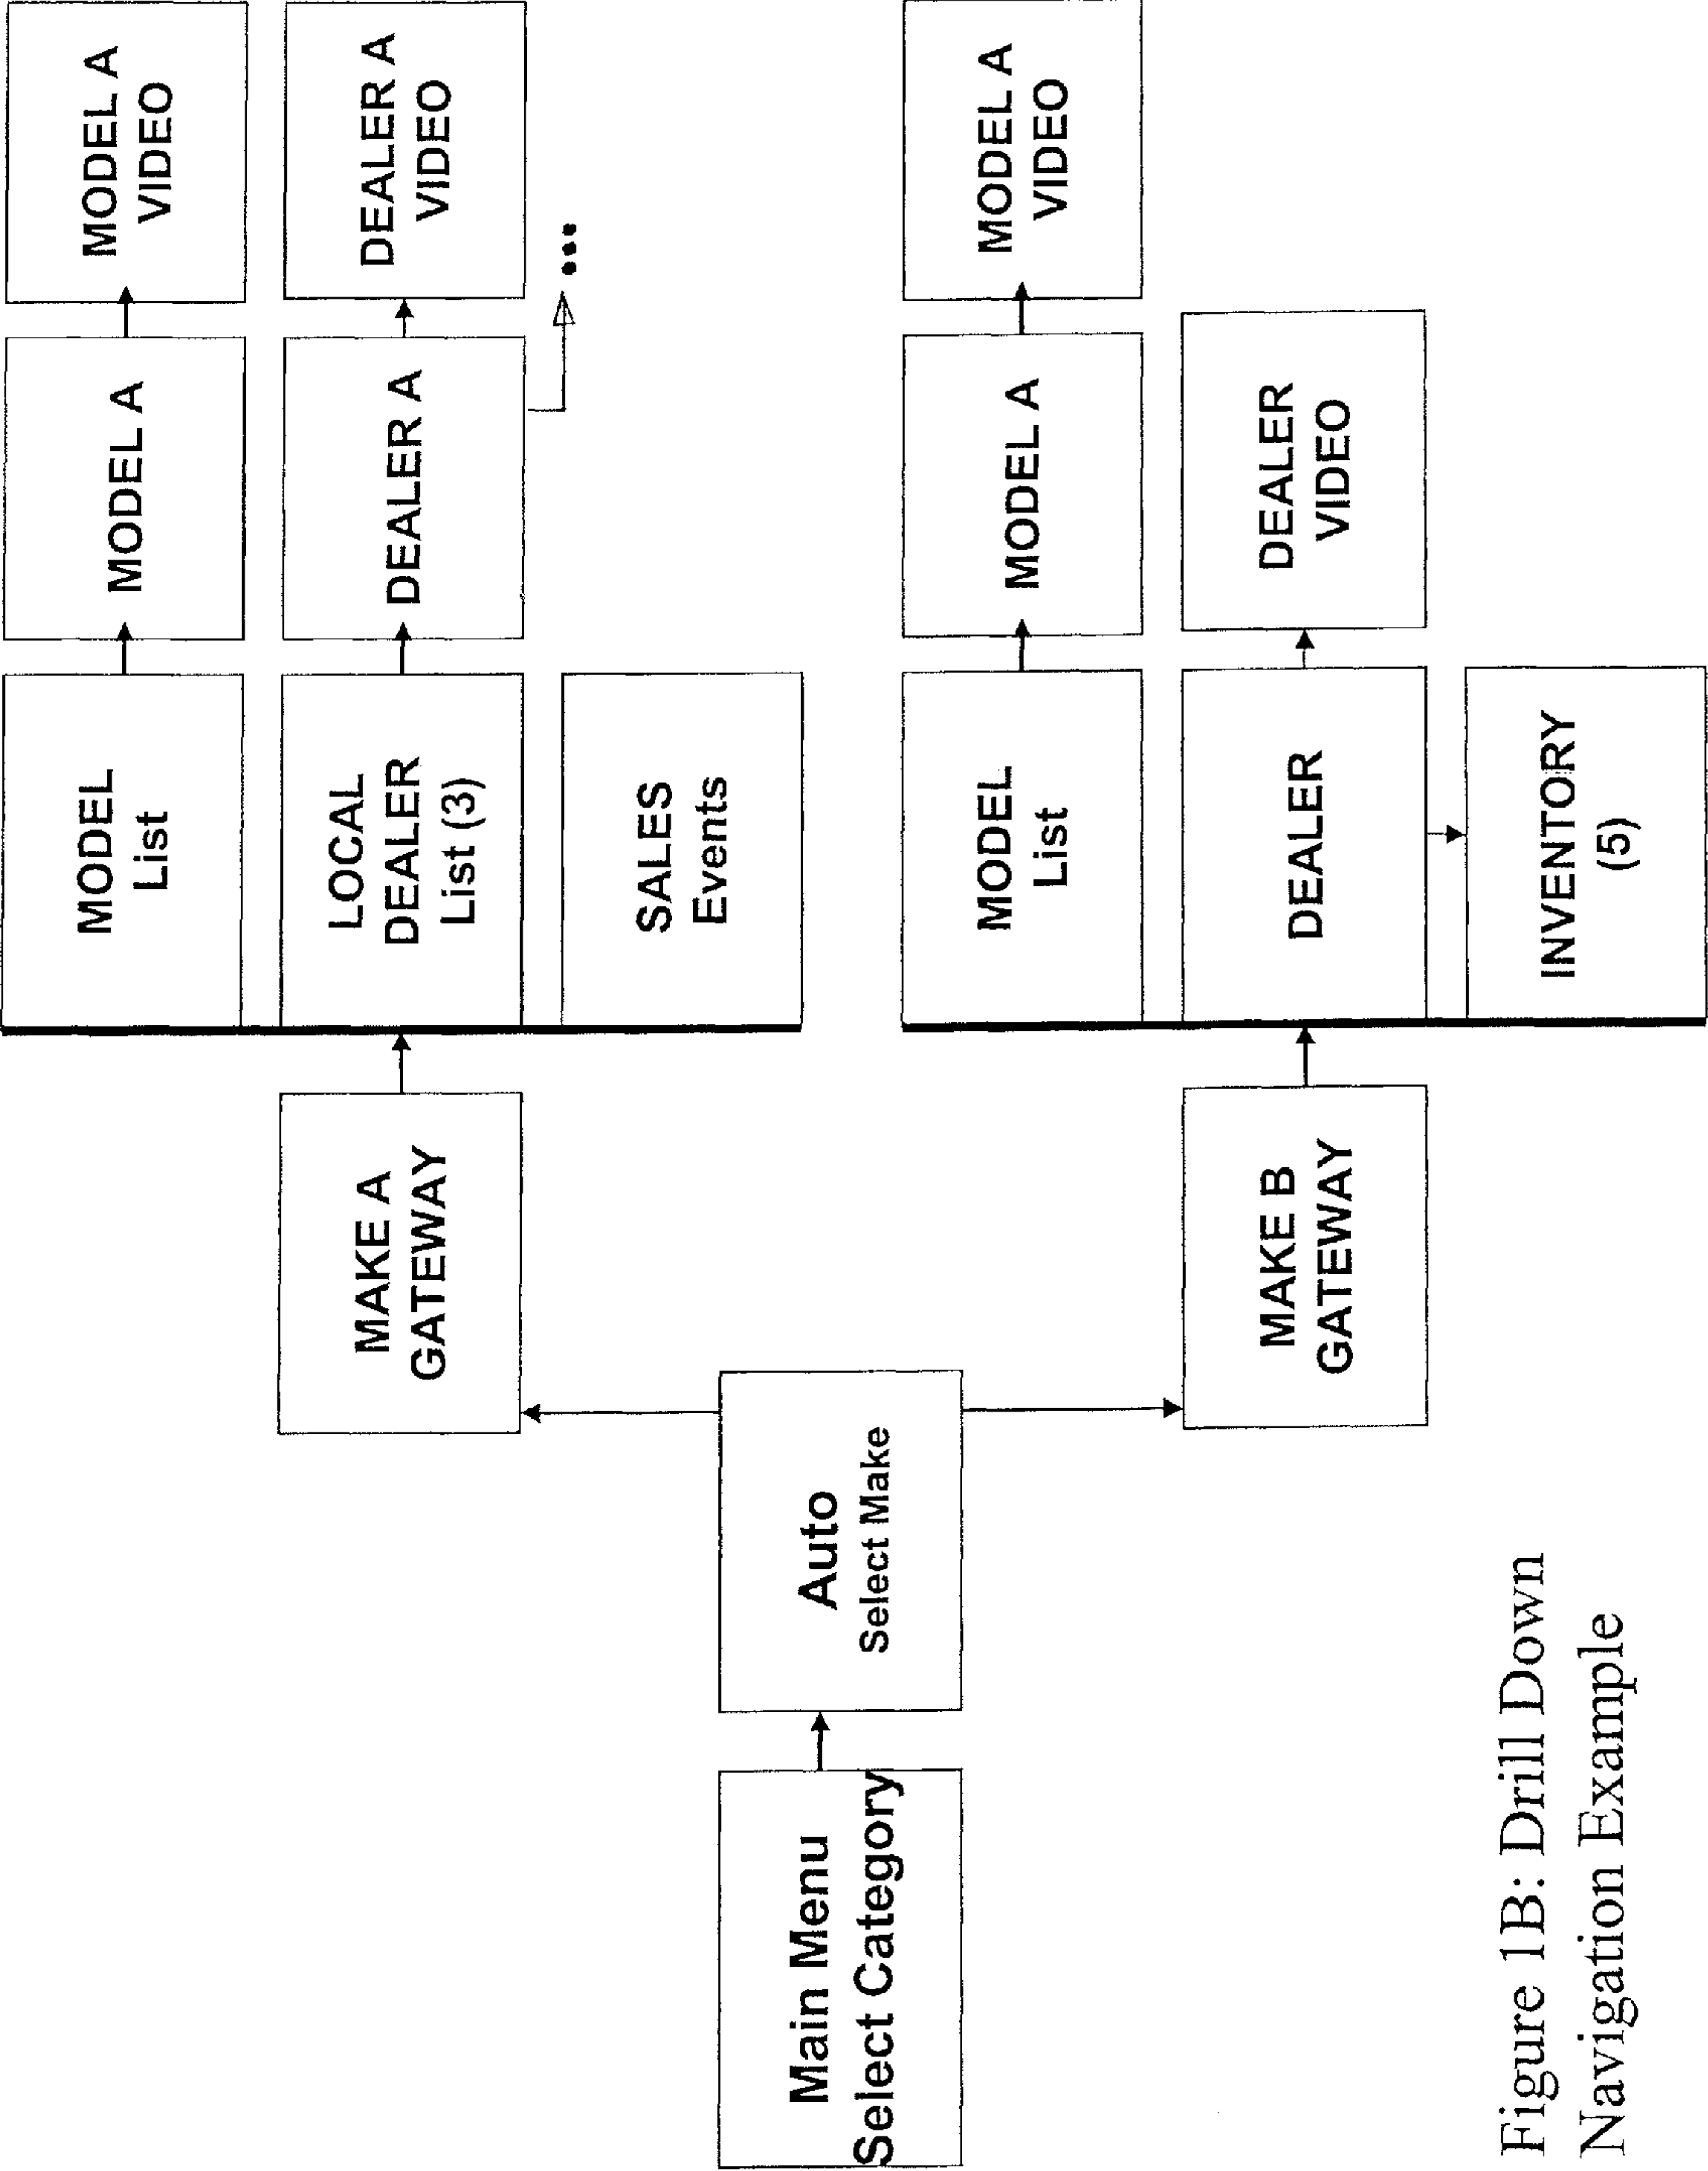 MODEL A
VIDEO
MODEL A
MODEL
List
DEALER A
VIDEO
DEALER A
LOCAL
DEALER
List (3)
SALES
Events
MAKE A
GATEWAY
Main Menu
Select Category
Auto
Select Make
MODEL
List
MODEL A
MODEL A
VIDEO
MAKE B
GATEWAY
DEALER
DEALER
VIDEO
INVENTORY
(5)
Figure 1B: Drill Down
Navigation Example